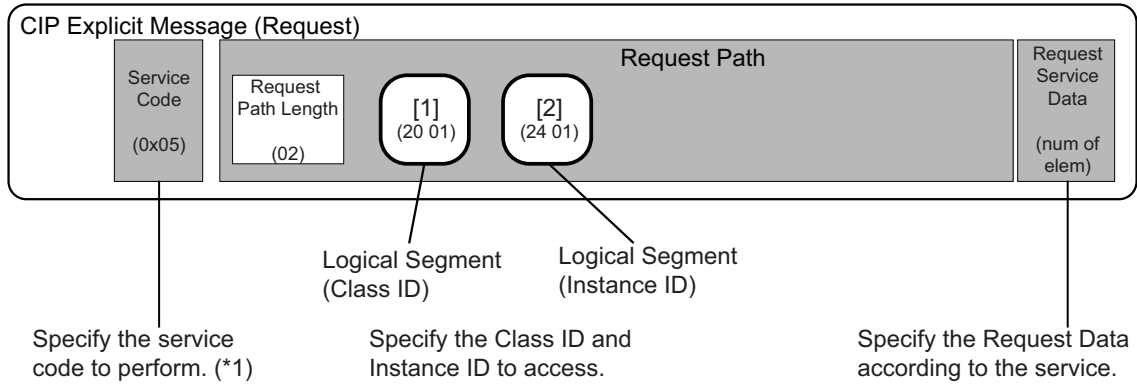 CIP Explicit Message (Request)
Service
Code
(0x05)
Request Path
Request
Path Length
(02)
[1]
(20 01)
[2]
(24 01)
Request
Service
Data
(num of
elem)
Logical Segment
(Class ID)
Logical Segment
(Instance ID)
Specify the service
code to perform. (*1)
Specify the Class ID and
Instance ID to access.
Specify the Request Data
according to the service.